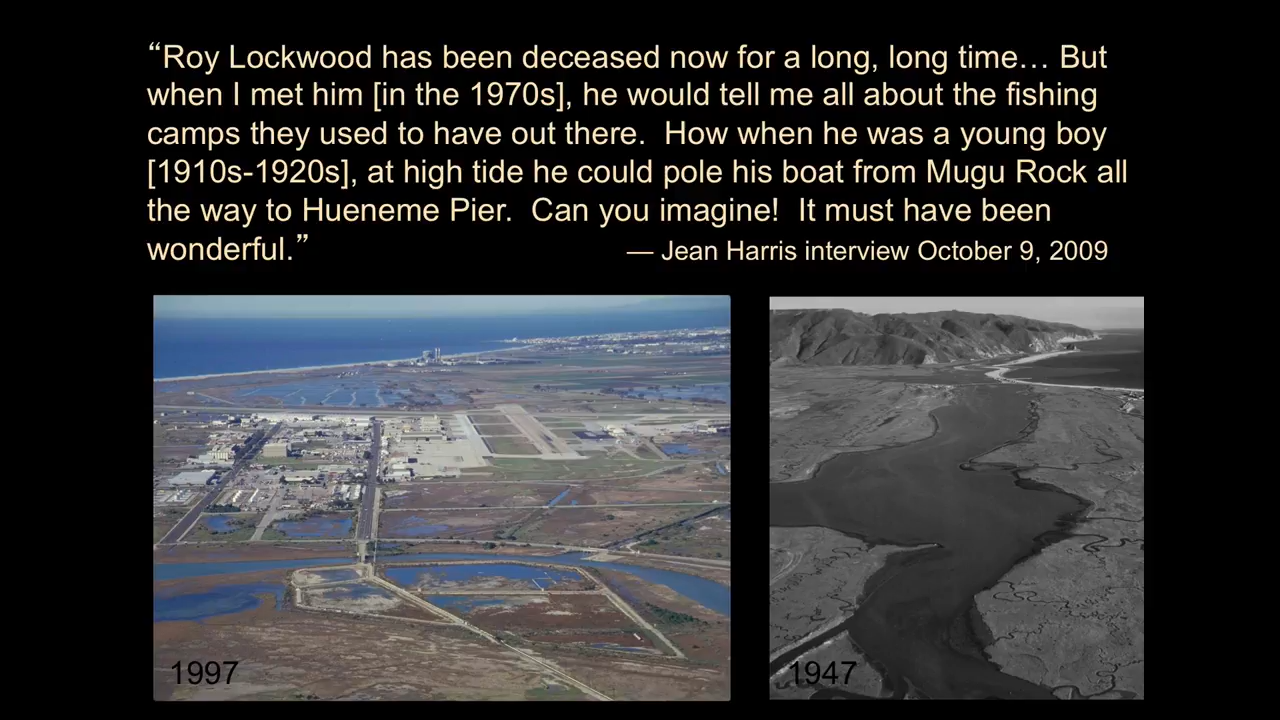 “Roy Lockwood has been deceased now for a long, long time… But
when I met him [in the 1970s], he would tell me all about the fishing
camps they used to have out there.  How when he was a young boy
[1910s-1920s], at high tide he could pole his boat from Mugu Rock all
the way to Hueneme Pier.  Can you imagine!  It must have been
wonderful.”
— Jean Harris interview October 9, 2009
1997
1947